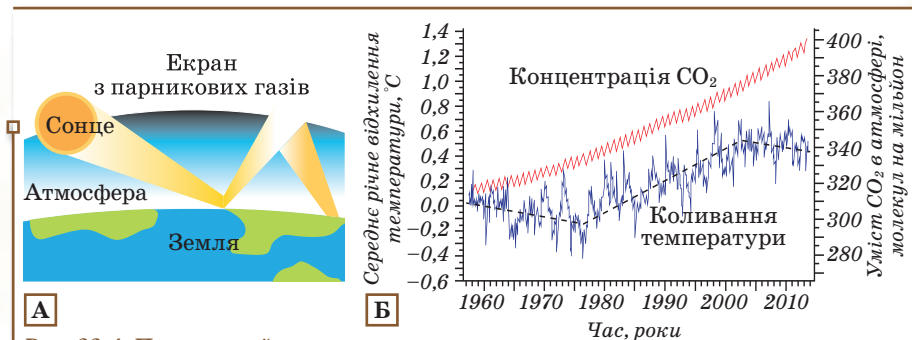 Екран
з парникових газів
Сонце
Атмосфера
Земля
А
Середнє річне відхилення
температури, °С
1,4
1,2
1,0
0,8
0,6
0,4
0,2
0,0
–0,2
–0,4
–0,6
Концентрація СО₂
Коливання
температури
400
380
360
340
320
300
280
Уміст СО₂ в атмосфері,
молекул на мільйон
1960 1970 1980 1990 2000 2010
Час, роки
Б